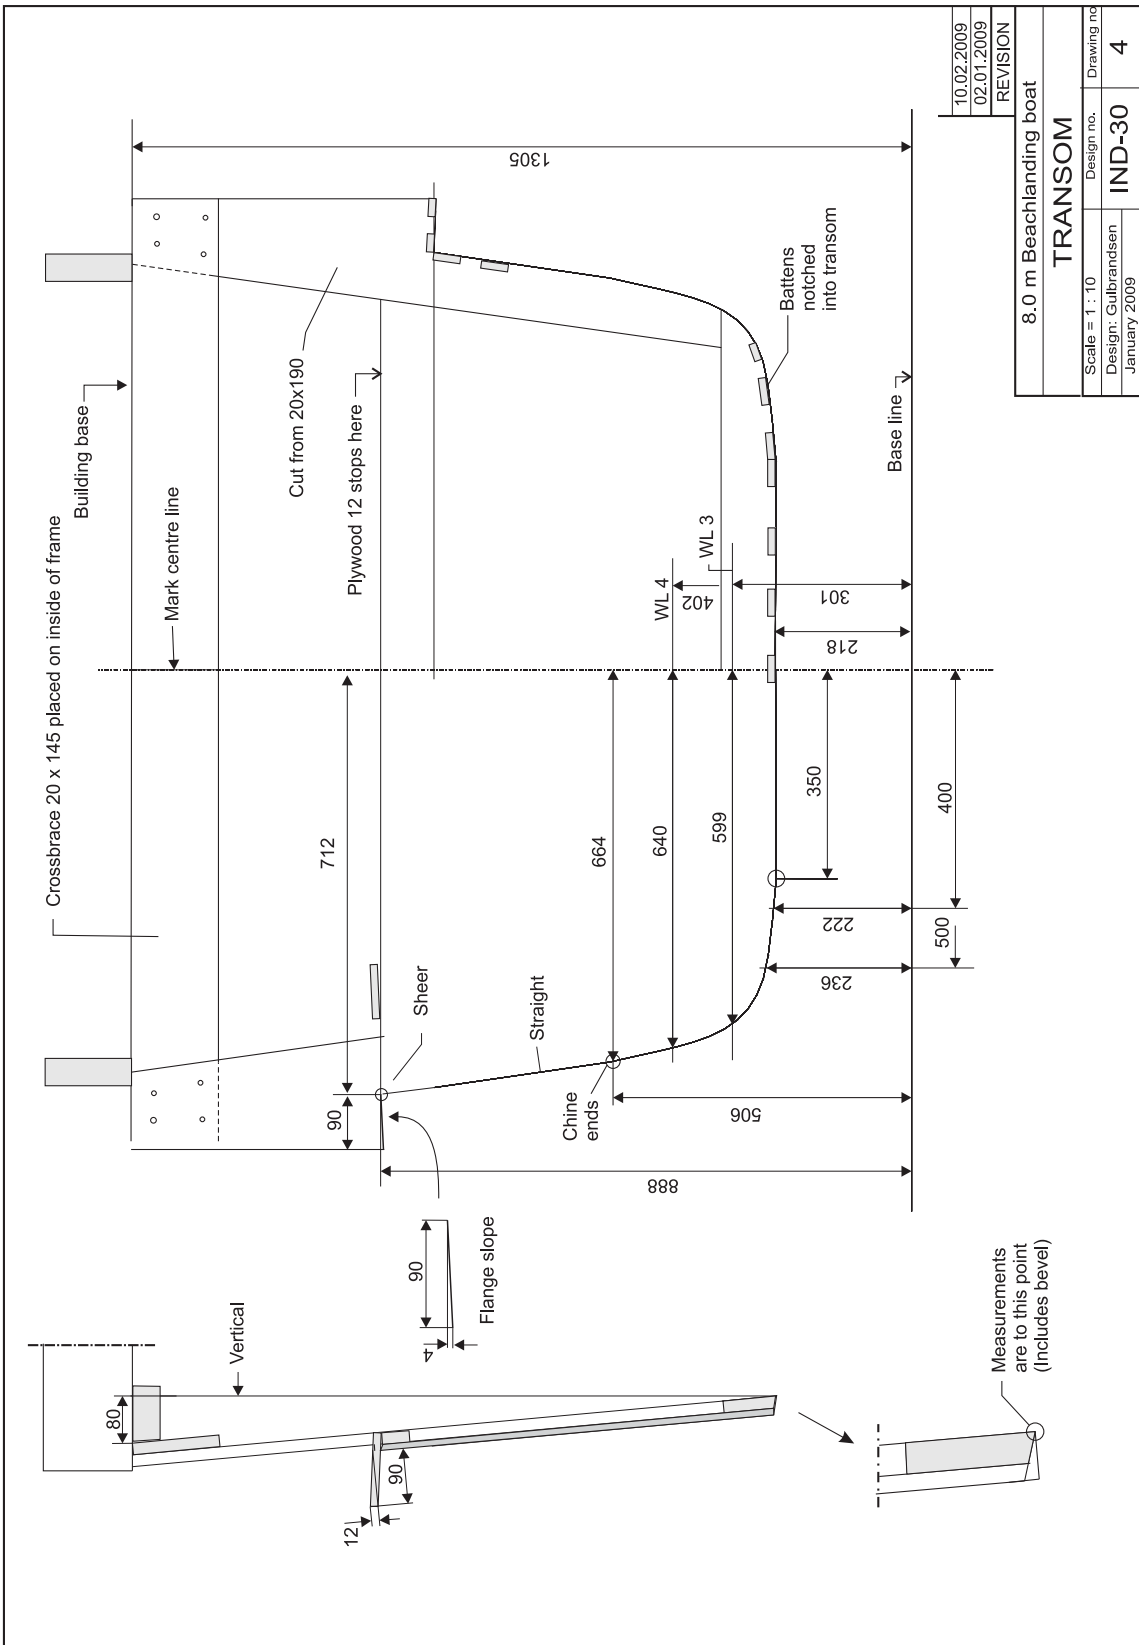 Crossbrace 20 x 145 placed on inside of frame
Building base
Mark centre line
Cut from 20x190
Plywood 12 stops here
1305
712
90
Sheer
Straight
Chine
ends
664
640
599
WL 4
402
WL 3
301
218
350
400
222
500
236
506
888
Battens
notched
into transom
Base line
90
4
Flange slope
Vertical
80
90
12
Measurements
are to this point
(Includes bevel)
10.02.2009
02.01.2009
REVISION
8.0 m Beachlanding boat
TRANSOM
Scale = 1 : 10
Design: Gulbrandsen
January 2009
Design no.
IND-30
Drawing no
4